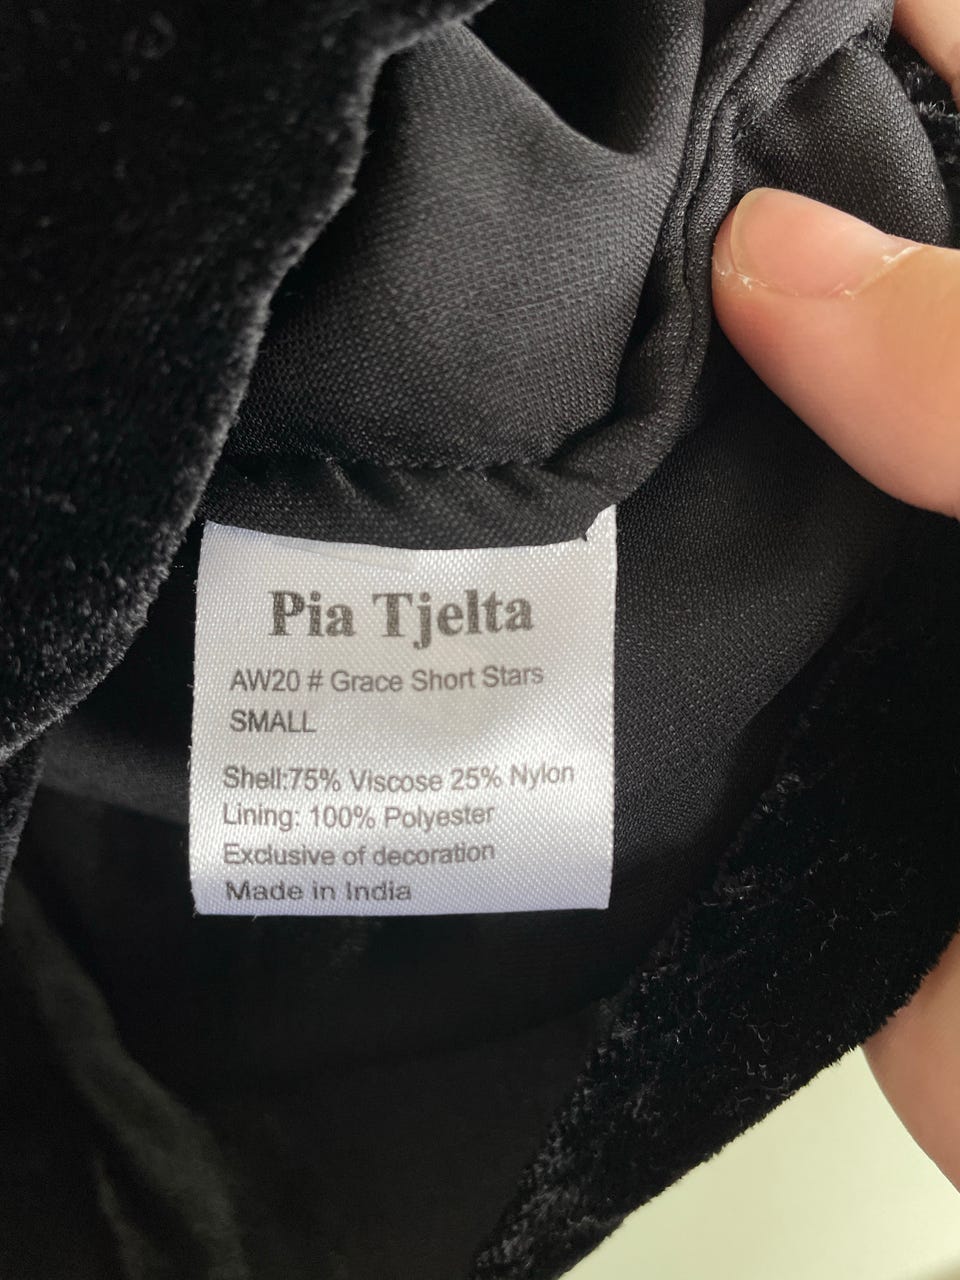 Pia Tjelta
AW20 # Grace Short Stars
SMALL
Shell:75% Viscose 25% Nylon
Lining: 100% Polyester
Exclusive of decoration
Made in India